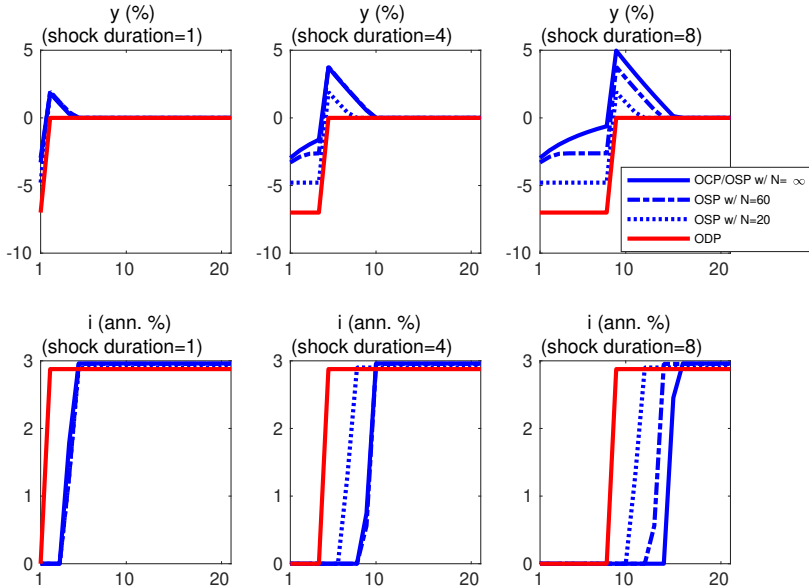 y (%)
(shock duration=1)
y (%)
(shock duration=4)
y (%)
(shock duration=8)
5
0
-5
-10
1
10
20
5
0
-5
-10
1
10
20
5
0
-5
-10
1
10
20
OCP/OSP w/ N= ∞
OSP w/ N=60
OSP w/ N=20
ODP
i (ann. %)
(shock duration=1)
i (ann. %)
(shock duration=4)
i (ann. %)
(shock duration=8)
3
2
1
0
1
10
20
3
2
1
0
1
10
20
3
2
1
0
1
10
20